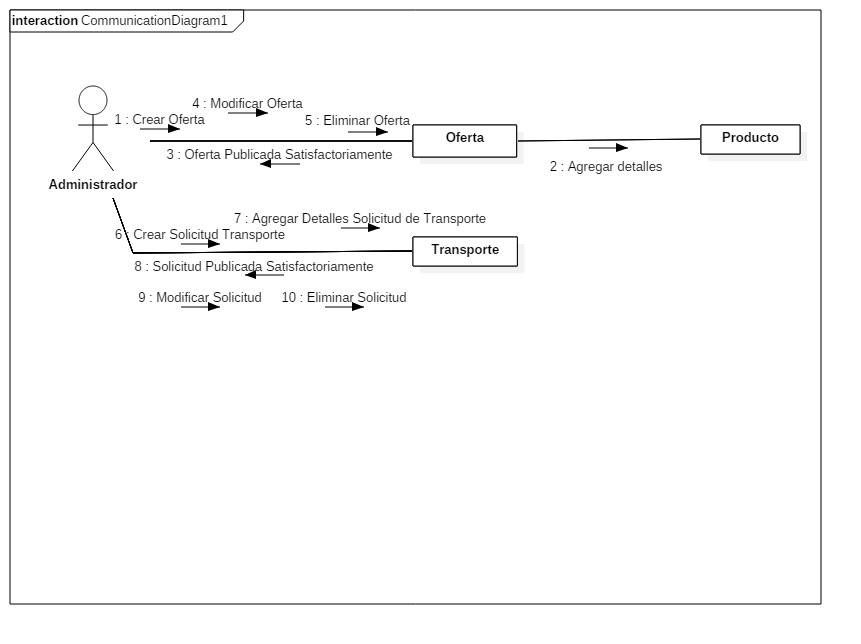 interaction CommunicationDiagram1
4 : Modificar Oferta
1 : Crear Oferta
5 : Eliminar Oferta
Oferta
Producto
3 : Oferta Publicada Satisfactoriamente
2 : Agregar detalles
Administrador
7 : Agregar Detalles Solicitud de Transporte
6 : Crear Solicitud Transporte
Transporte
8 : Solicitud Publicada Satisfactoriamente
9 : Modificar Solicitud
10 : Eliminar Solicitud